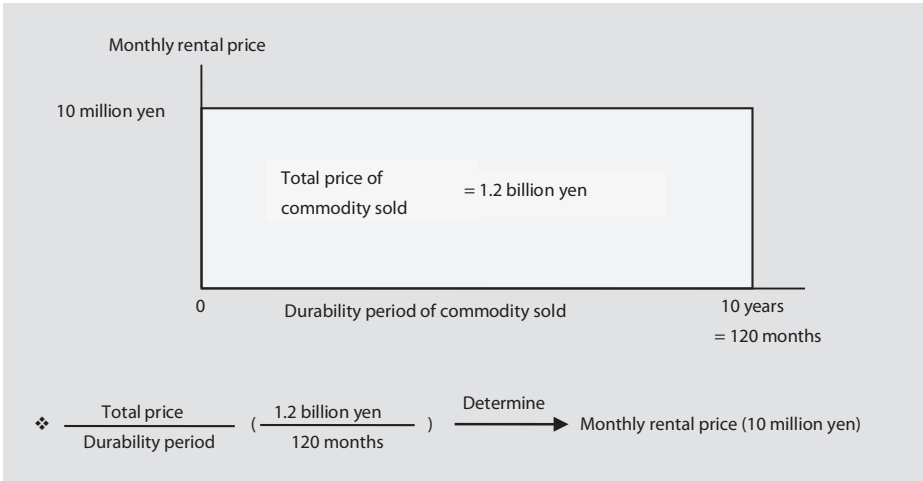 Monthly rental price
10 million yen
Total price of
commodity sold
= 1.2 billion yen
0
Durability period of commodity sold
10 years
= 120 months
❖ Total price / Durability period ( 1.2 billion yen / 120 months ) Determine → Monthly rental price (10 million yen)